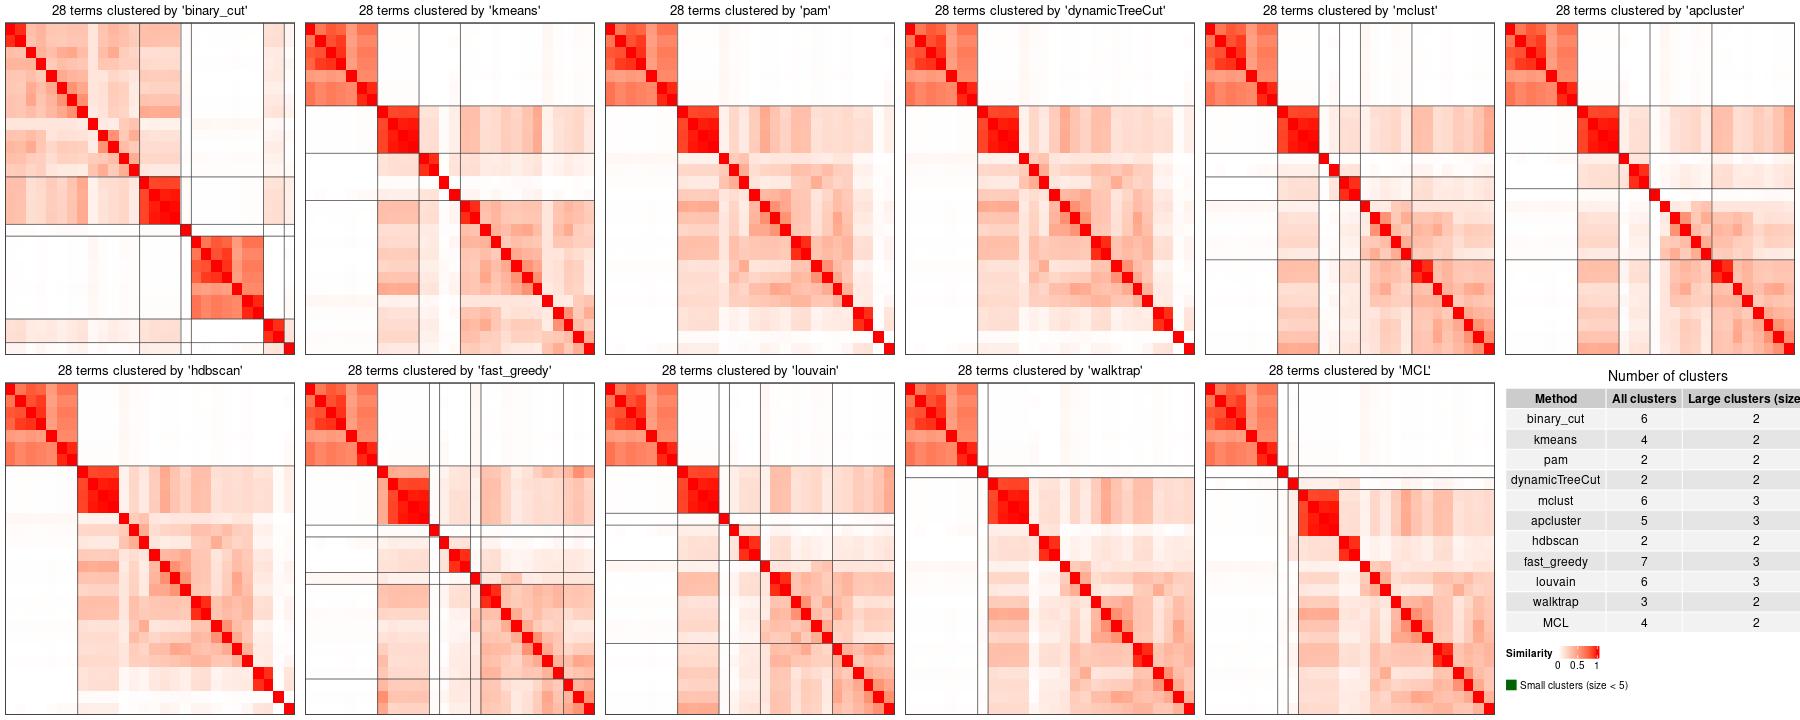 28 terms clustered by 'binary_cut'
28 terms clustered by 'kmeans'
28 terms clustered by 'pam'
28 terms clustered by 'dynamicTreeCut'
28 terms clustered by 'mclust'
28 terms clustered by 'apcluster'
28 terms clustered by 'hdbscan'
28 terms clustered by 'fast_greedy'
28 terms clustered by 'louvain'
28 terms clustered by 'walktrap'
28 terms clustered by 'MCL'
Number of clusters
Method All clusters Large clusters (size
binary_cut 6 2
kmeans 4 2
pam 2 2
dynamicTreeCut 2 2
mclust 6 3
apcluster 5 3
hdbscan 2 2
fast_greedy 7 3
louvain 6 3
walktrap 3 2
MCL 4 2
Similarity
0 0.5 1
Small clusters (size < 5)